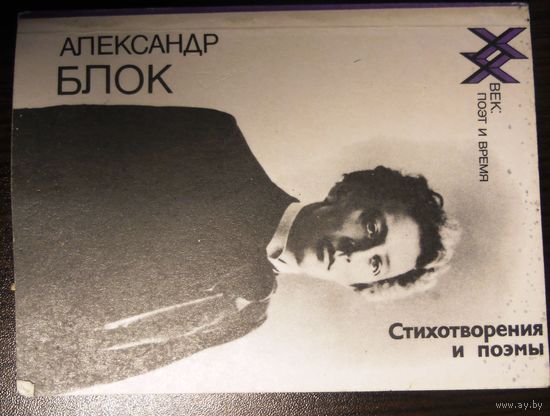 АЛЕКСАНДР
БЛОК
XX
ВЕК:
ПОЭТ И ВРЕМЯ
Стихотворения
и поэмы
© www.ay.by